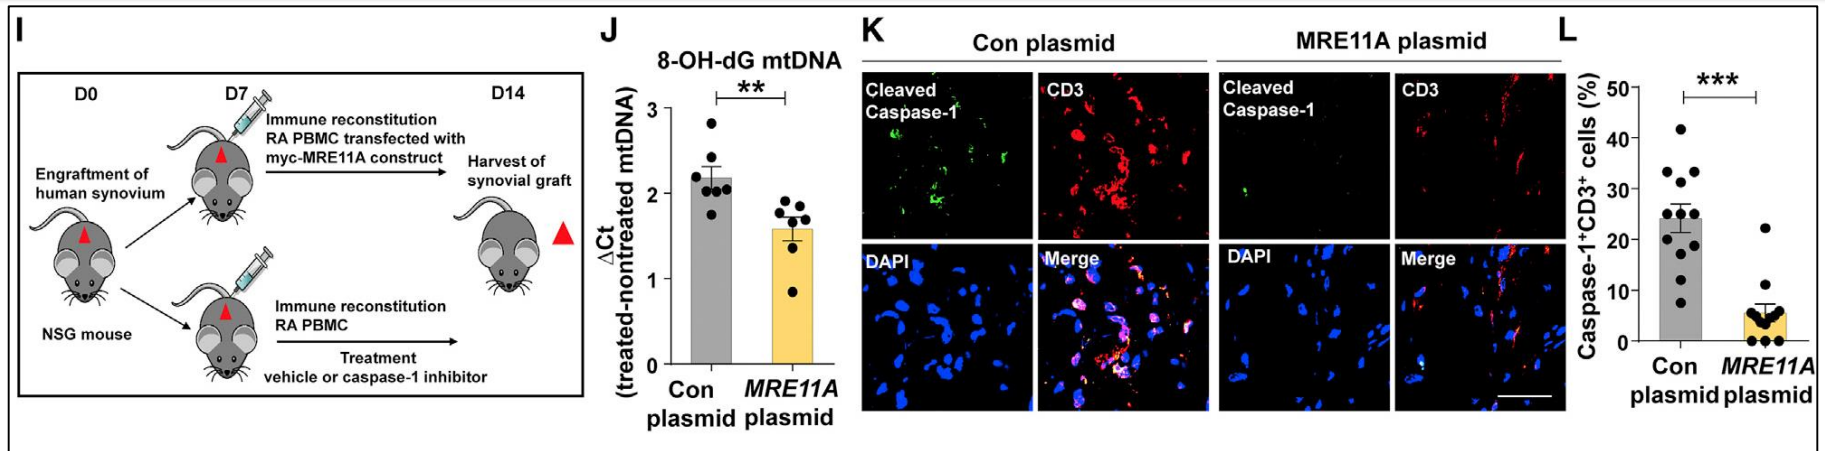 I
D0
D7
D14
Immune reconstitution
RA PBMC transfected with
myc-MRE11A construct
Engraftment of
human synovium
Harvest of
synovial graft
NSG mouse
Immune reconstitution
RA PBMC
Treatment
vehicle or caspase-1 inhibitor
J
8-OH-dG mtDNA
**
ΔCt
(treated-nontreated mtDNA)
3
2
1
0
Con
plasmid
MRE11A
plasmid
K
Con plasmid
MRE11A plasmid
Cleaved
Caspase-1
CD3
Cleaved
Caspase-1
CD3
DAPI
Merge
DAPI
Merge
L
***
Caspase-1⁺CD3⁺ cells (%)
50
40
30
20
10
0
Con
plasmid
MRE11A
plasmid